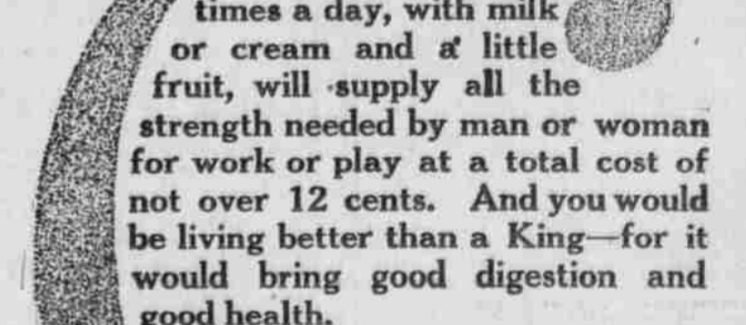 times a day, with milk
or cream and a little
fruit, will supply all the
strength needed by man or woman
for work or play at a total cost of
not over 12 cents. And you would
be living better than a King—for it
would bring good digestion and
good health.